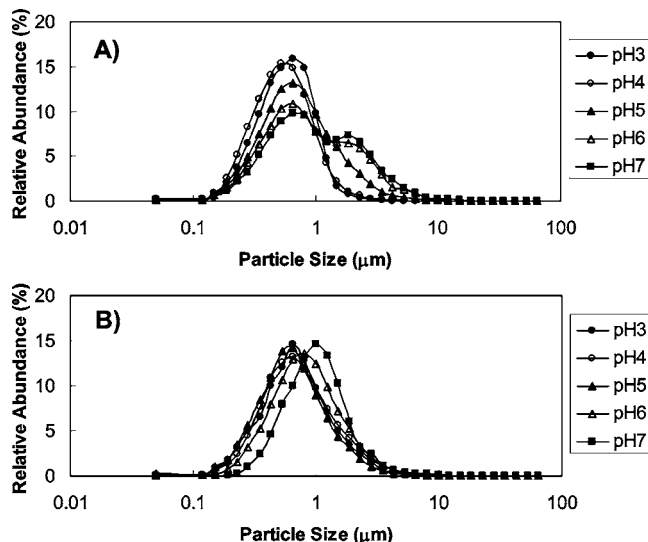 A)
Relative Abundance (%)
20
15
10
5
0
0.01 0.1 1 10 100
Particle Size (μm)
pH3
pH4
pH5
pH6
pH7
B)
Relative Abundance (%)
20
15
10
5
0
0.01 0.1 1 10 100
Particle Size (μm)
pH3
pH4
pH5
pH6
pH7